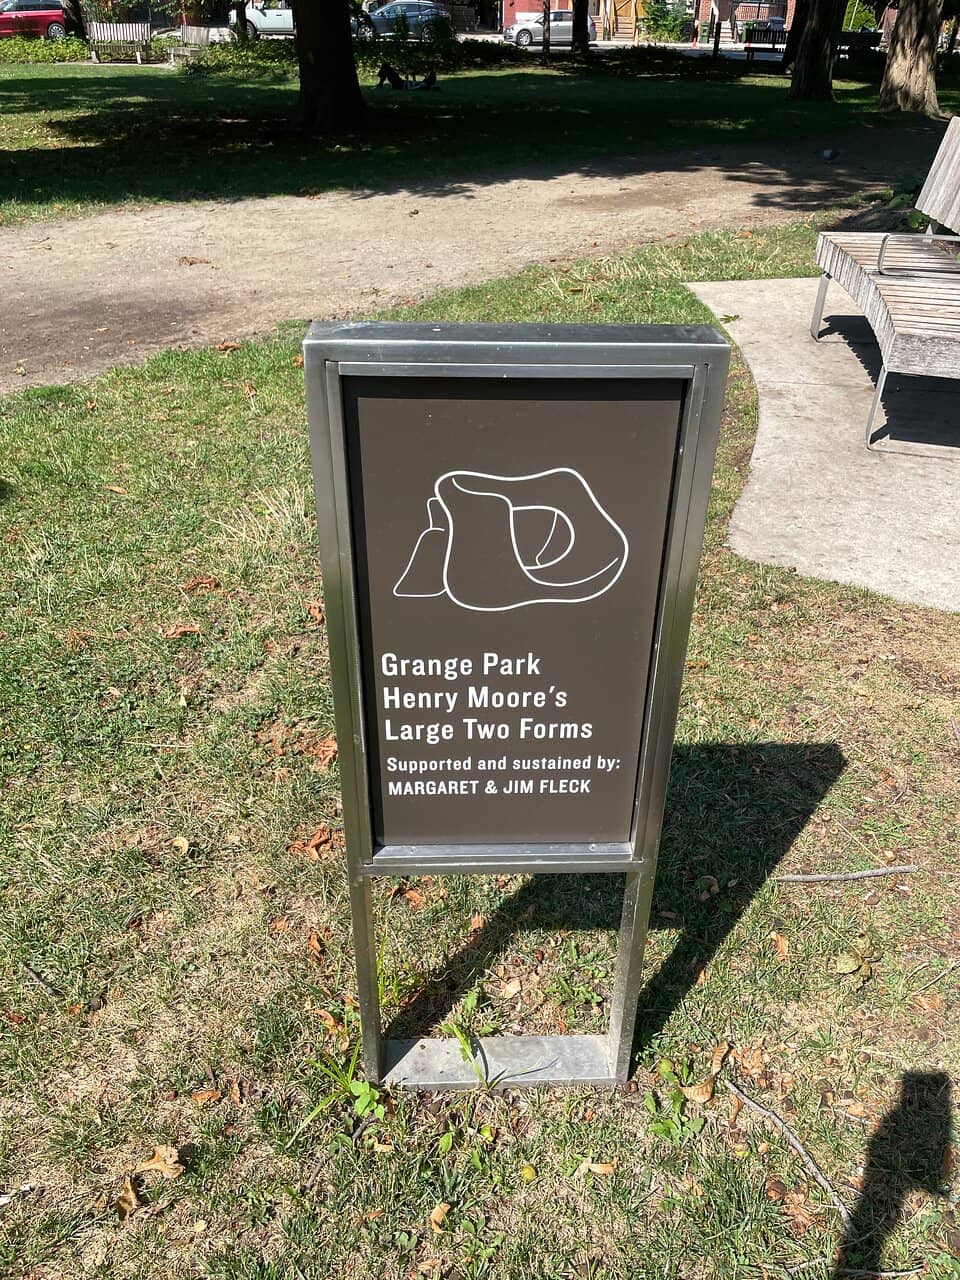 Grange Park
Henry Moore's
Large Two Forms
Supported and sustained by:
MARGARET & JIM FLECK